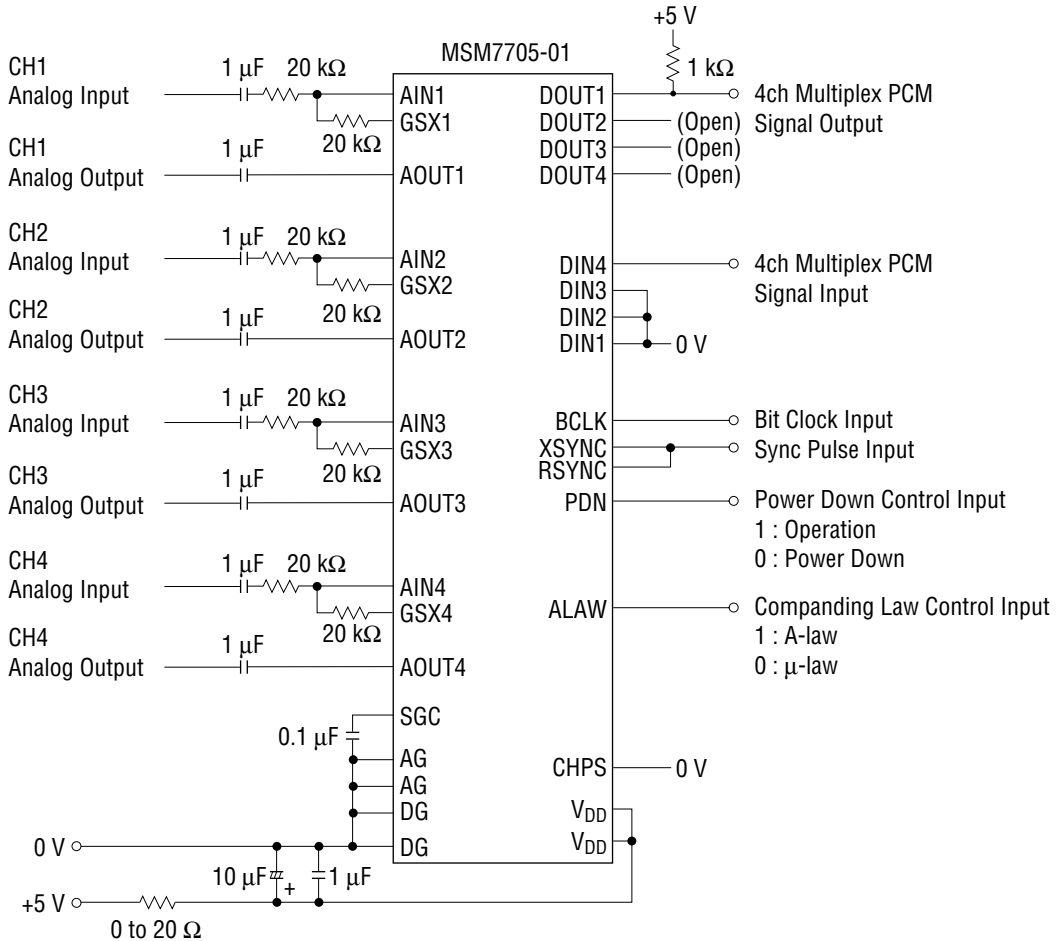 +5 V
MSM7705-01
1 kΩ
CH1
Analog Input
1 μF
20 kΩ
AIN1
GSX1
20 kΩ
CH1
Analog Output
1 μF
AOUT1
CH2
Analog Input
1 μF
20 kΩ
AIN2
GSX2
20 kΩ
CH2
Analog Output
1 μF
AOUT2
CH3
Analog Input
1 μF
20 kΩ
AIN3
GSX3
20 kΩ
CH3
Analog Output
1 μF
AOUT3
CH4
Analog Input
1 μF
20 kΩ
AIN4
GSX4
20 kΩ
CH4
Analog Output
1 μF
AOUT4
SGC
0.1 μF
AG
AG
DG
DG
0 V
10 μF
+
1 μF
+5 V
0 to 20 Ω
DOUT1
4ch Multiplex PCM
Signal Output
DOUT2
(Open)
DOUT3
(Open)
DOUT4
(Open)
DIN4
4ch Multiplex PCM
Signal Input
DIN3
DIN2
DIN1
0 V
BCLK
Bit Clock Input
XSYNC
Sync Pulse Input
RSYNC
PDN
Power Down Control Input
1 : Operation
0 : Power Down
ALAW
Companding Law Control Input
1 : A-law
0 : μ-law
CHPS
0 V
VDD
VDD